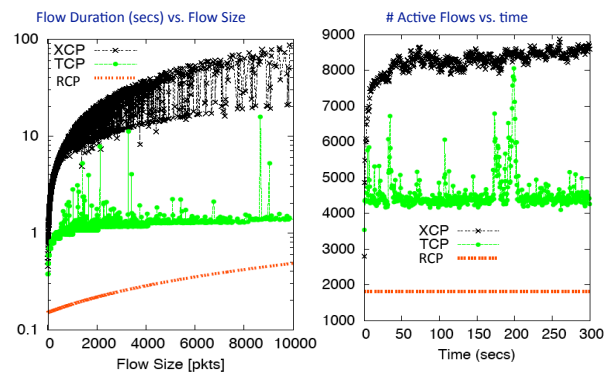 Flow Duration (secs) vs. Flow Size
# Active Flows vs. time
100
10
1
0.1
XCP
TCP
RCP
0 2000 4000 6000 8000 10000
Flow Size [pkts]
9000
8000
7000
6000
5000
4000
3000
2000
1000
XCP
TCP
RCP
0 50 100 150 200 250 300
Time (secs)